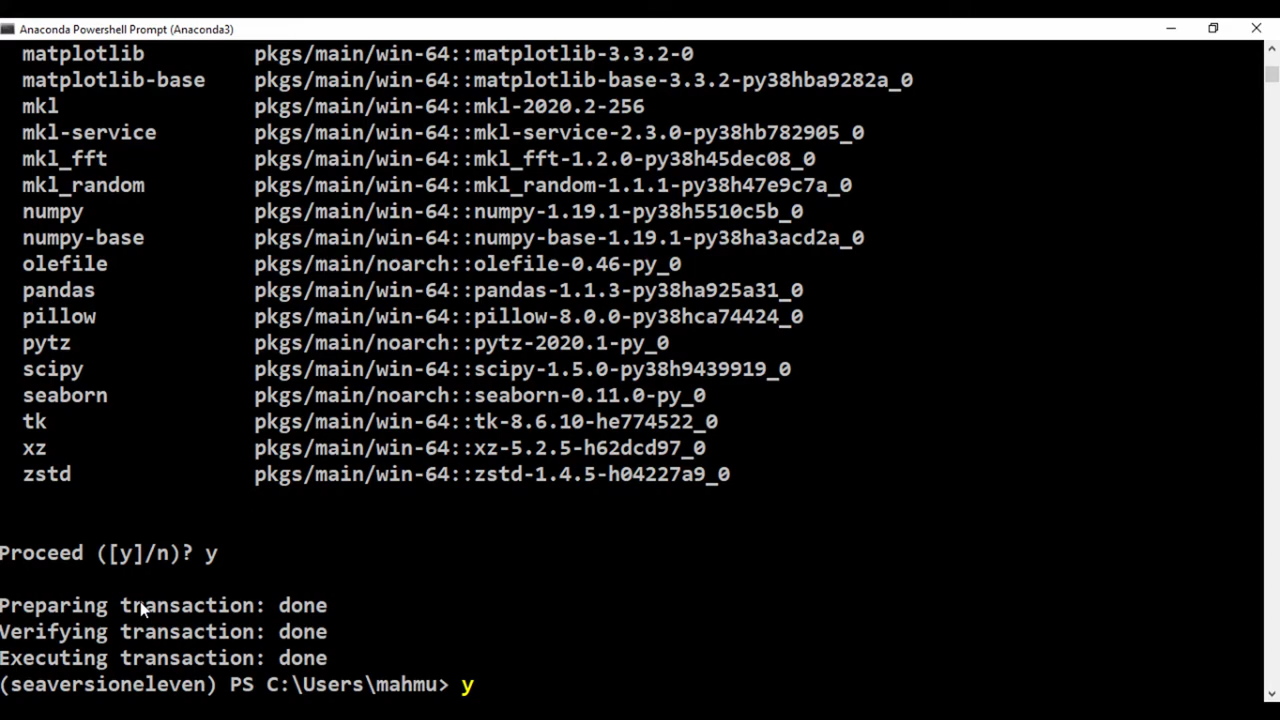 Anaconda Powershell Prompt (Anaconda3)
matplotlib pkgs/main/win-64::matplotlib-3.3.2-0
matplotlib-base pkgs/main/win-64::matplotlib-base-3.3.2-py38hba9282a_0
mkl pkgs/main/win-64::mkl-2020.2-256
mkl-service pkgs/main/win-64::mkl-service-2.3.0-py38hb782905_0
mkl_fft pkgs/main/win-64::mkl_fft-1.2.0-py38h45dec08_0
mkl_random pkgs/main/win-64::mkl_random-1.1.1-py38h47e9c7a_0
numpy pkgs/main/win-64::numpy-1.19.1-py38h5510c5b_0
numpy-base pkgs/main/win-64::numpy-base-1.19.1-py38ha3acd2a_0
olefile pkgs/main/noarch::olefile-0.46-py_0
pandas pkgs/main/win-64::pandas-1.1.3-py38ha925a31_0
pillow pkgs/main/win-64::pillow-8.0.0-py38hca74424_0
pytz pkgs/main/noarch::pytz-2020.1-py_0
scipy pkgs/main/win-64::scipy-1.5.0-py38h9439919_0
seaborn pkgs/main/noarch::seaborn-0.11.0-py_0
tk pkgs/main/win-64::tk-8.6.10-he774522_0
xz pkgs/main/win-64::xz-5.2.5-h62dcd97_0
zstd pkgs/main/win-64::zstd-1.4.5-h04227a9_0
Proceed ([y]/n)? y
Preparing transaction: done
Verifying transaction: done
Executing transaction: done
(seaversioneleven) PS C:\Users\mahmu> y